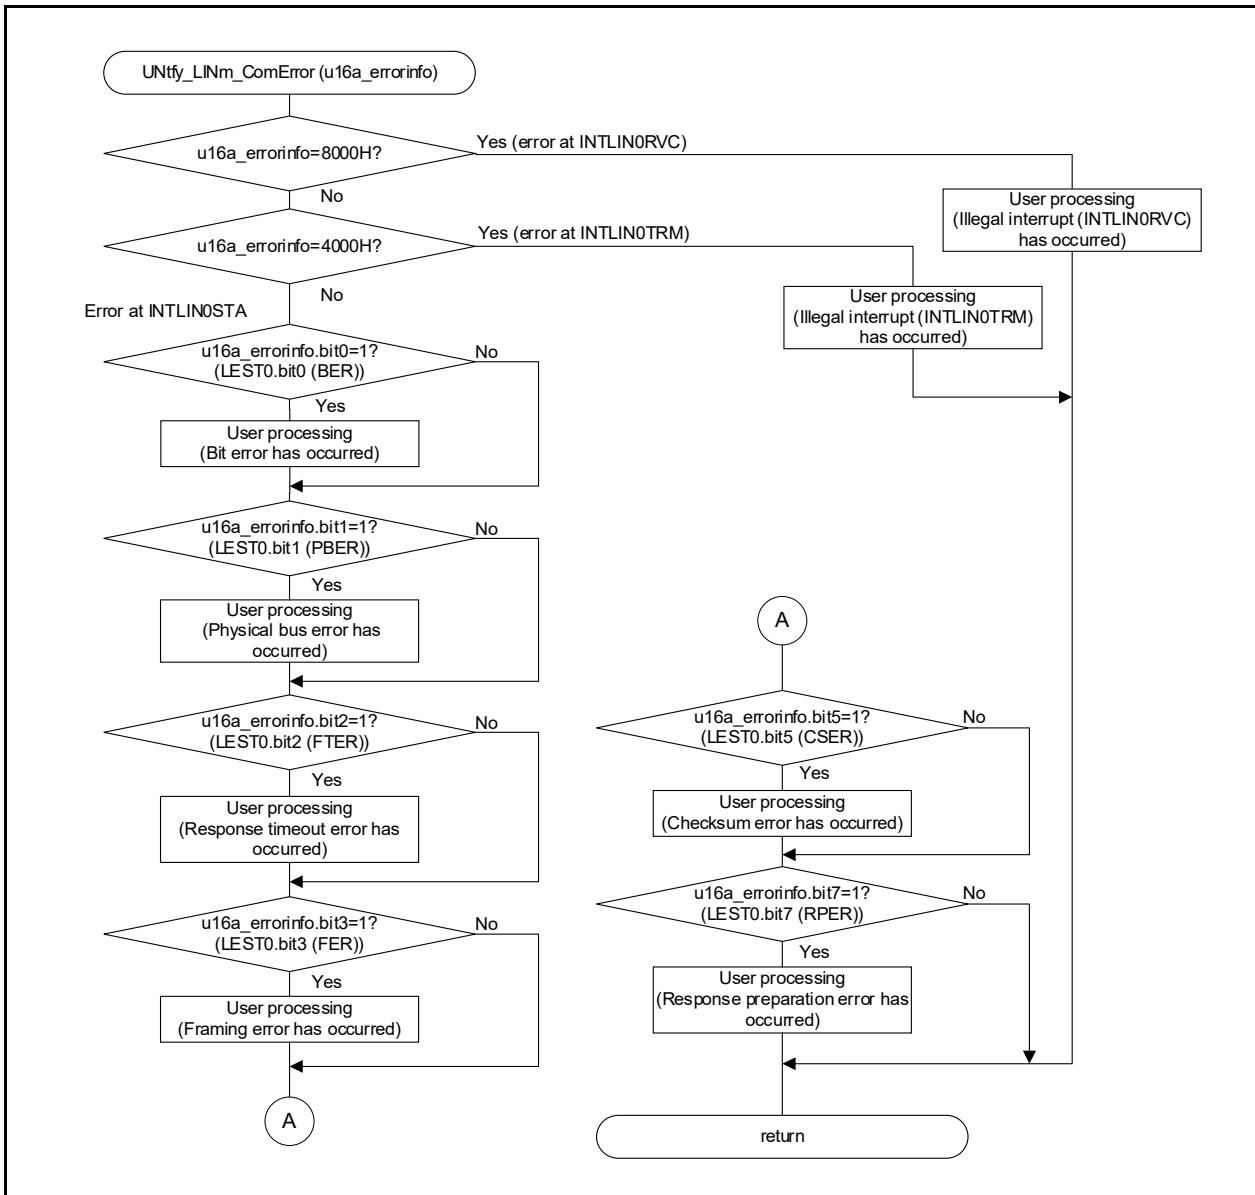 UNtfy_LINm_ComError (u16a_errorinfo)
u16a_errorinfo=8000H?
Yes (error at INTLIN0RVC)
No
User processing
(Illegal interrupt (INTLIN0RVC)
has occurred)
u16a_errorinfo=4000H?
Yes (error at INTLIN0TRM)
No
User processing
(Illegal interrupt (INTLIN0TRM)
has occurred)
Error at INTLIN0STA
u16a_errorinfo.bit0=1?
(LEST0.bit0 (BER))
No
Yes
User processing
(Bit error has occurred)
u16a_errorinfo.bit1=1?
(LEST0.bit1 (PBER))
No
Yes
User processing
(Physical bus error has
occurred)
u16a_errorinfo.bit2=1?
(LEST0.bit2 (FTER))
No
Yes
User processing
(Response timeout error has
occurred)
u16a_errorinfo.bit3=1?
(LEST0.bit3 (FER))
No
Yes
User processing
(Framing error has occurred)
A
A
u16a_errorinfo.bit5=1?
(LEST0.bit5 (CSER))
No
Yes
User processing
(Checksum error has occurred)
u16a_errorinfo.bit7=1?
(LEST0.bit7 (RPER))
No
Yes
User processing
(Response preparation error has
occurred)
return